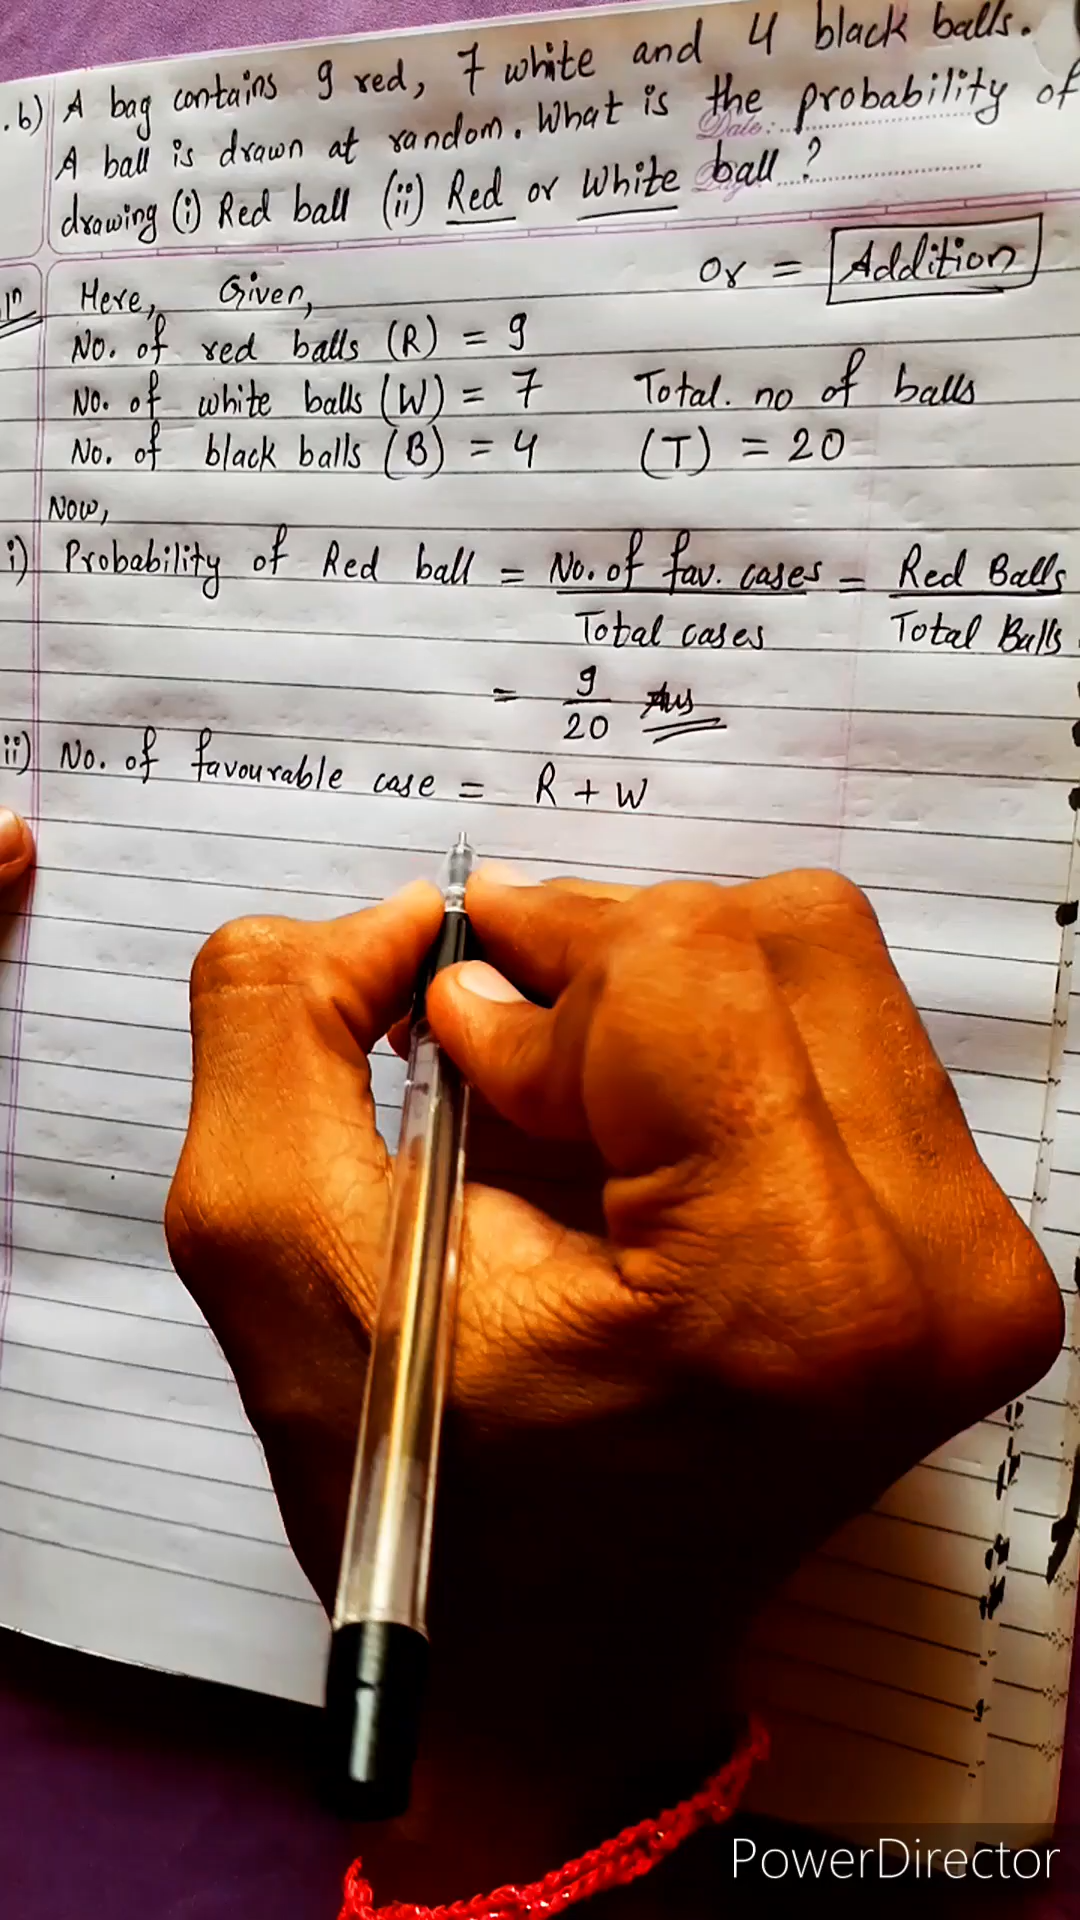 .b) A bag contains 9 red, 7 white and 4 black balls.
A ball is drawn at random. What is the probability of
Date:
drawing (i) Red ball (ii) Red or White ball ?
Or = Addition
Here, Given,
No. of red balls (R) = 9
No. of white balls (W) = 7 Total. no of balls
No. of black balls (B) = 4 (T) = 20
Now,
i) Probability of Red ball = No. of fav. cases = Red Balls
Total cases Total Balls
= 9
20 Ans
ii) No. of favourable case = R + W
PowerDirector